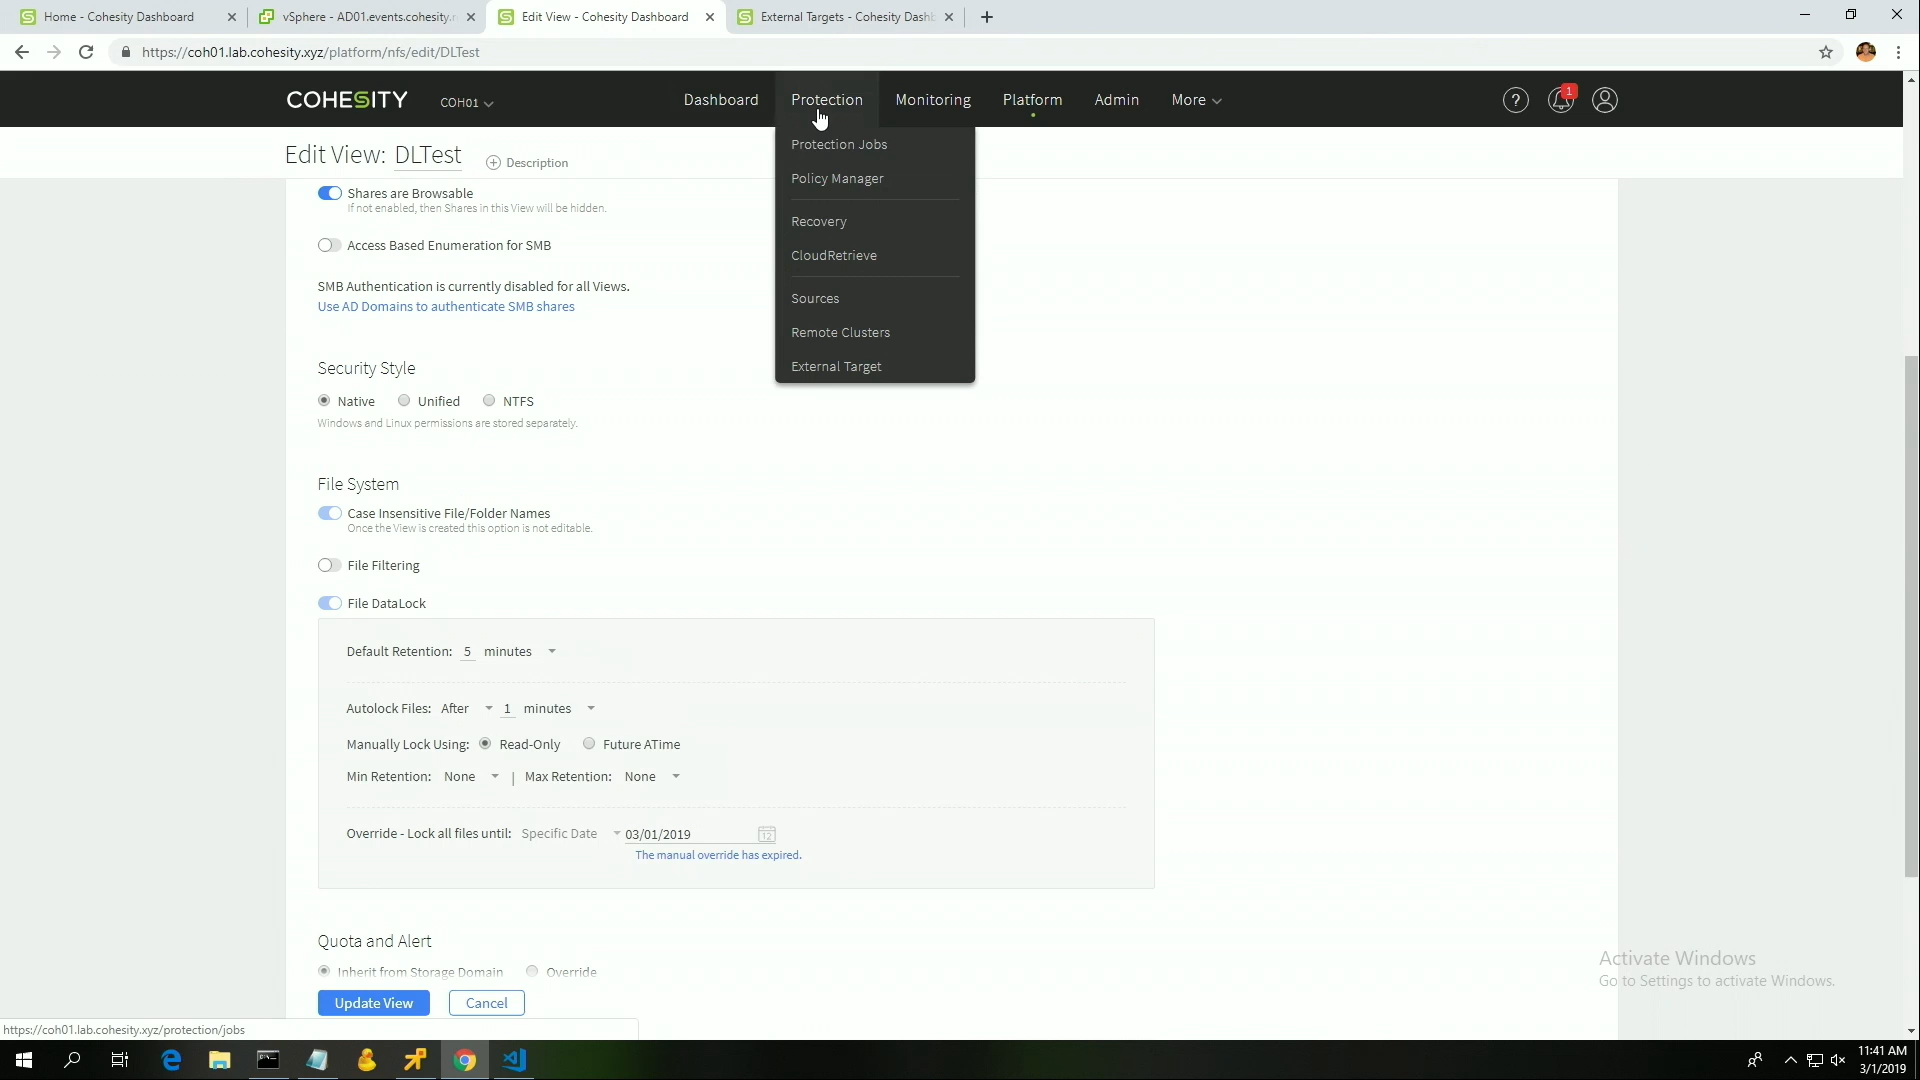 Home - Cohesity Dashboard
vSphere - AD01.events.cohesity.
Edit View - Cohesity Dashboard
External Targets - Cohesity Dash
https://coh01.lab.cohesity.xyz/platform/nfs/edit/DLTest
COHESITY
COH01
Dashboard
Protection
Monitoring
Platform
Admin
More
?
1
Edit View: DLTest
Description
Protection Jobs
Policy Manager
Recovery
CloudRetrieve
Sources
Remote Clusters
External Target
Shares are Browsable
If not enabled, then Shares in this View will be hidden.
Access Based Enumeration for SMB
SMB Authentication is currently disabled for all Views.
Use AD Domains to authenticate SMB shares
Security Style
Native Unified NTFS
Windows and Linux permissions are stored separately.
File System
Case Insensitive File/Folder Names
Once the View is created this option is not editable.
File Filtering
File DataLock
Default Retention: 5 minutes
Autolock Files: After 1 minutes
Manually Lock Using: Read-Only Future ATime
Min Retention: None | Max Retention: None
Override - Lock all files until: Specific Date 03/01/2019
12
The manual override has expired.
Quota and Alert
Inherit from Storage Domain Override
Update View
Cancel
Activate Windows
Go to Settings to activate Windows.
https://coh01.lab.cohesity.xyz/protection/jobs
11:41 AM
3/1/2019